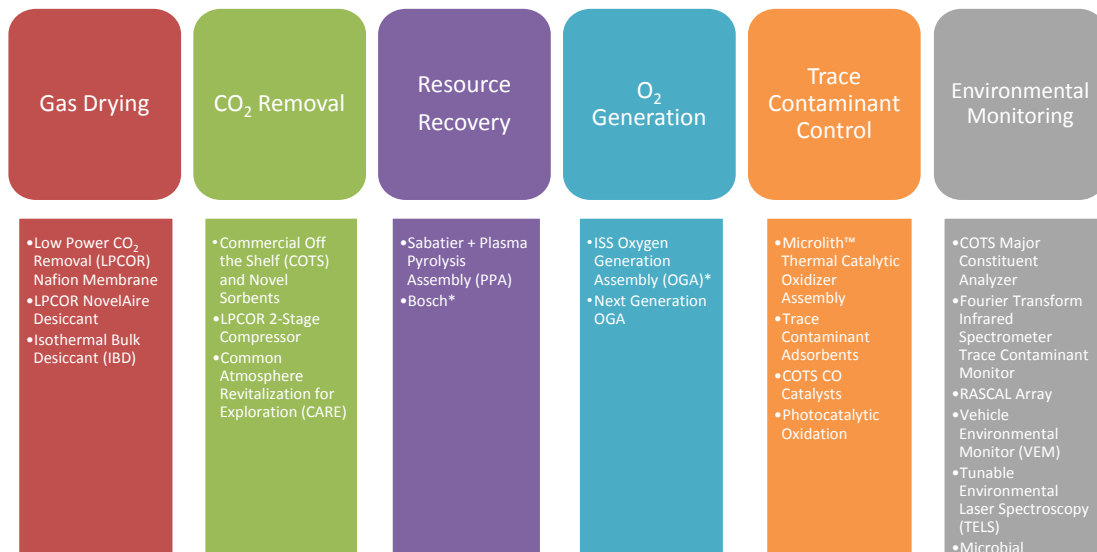 Gas Drying
CO₂ Removal
Resource
Recovery
O₂
Generation
Trace
Contaminant
Control
Environmental
Monitoring
•Low Power CO₂
Removal (LPCOR)
Nafion Membrane
•LPCOR NovelAire
Desiccant
•Isothermal Bulk
Desiccant (IBD)
•Commercial Off
the Shelf (COTS)
and Novel
Sorbents
•LPCOR 2-Stage
Compressor
•Common
Atmosphere
Revitalization for
Exploration (CARE)
•Sabatier + Plasma
Pyrolysis
Assembly (PPA)
•Bosch*
•ISS Oxygen
Generation
Assembly (OGA)*
•Next Generation
OGA
•Microlith™
Thermal Catalytic
Oxidizer
Assembly
•Trace
Contaminant
Adsorbents
•COTS CO
Catalysts
•Photocatalytic
Oxidation
•COTS Major
Constituent
Analyzer
•Fourier Transform
Infrared
Spectrometer
Trace Contaminant
Monitor
•RASCAL Array
•Vehicle
Environmental
Monitor (VEM)
•Tunable
Environmental
Laser Spectroscopy
(TELS)
•Microbial